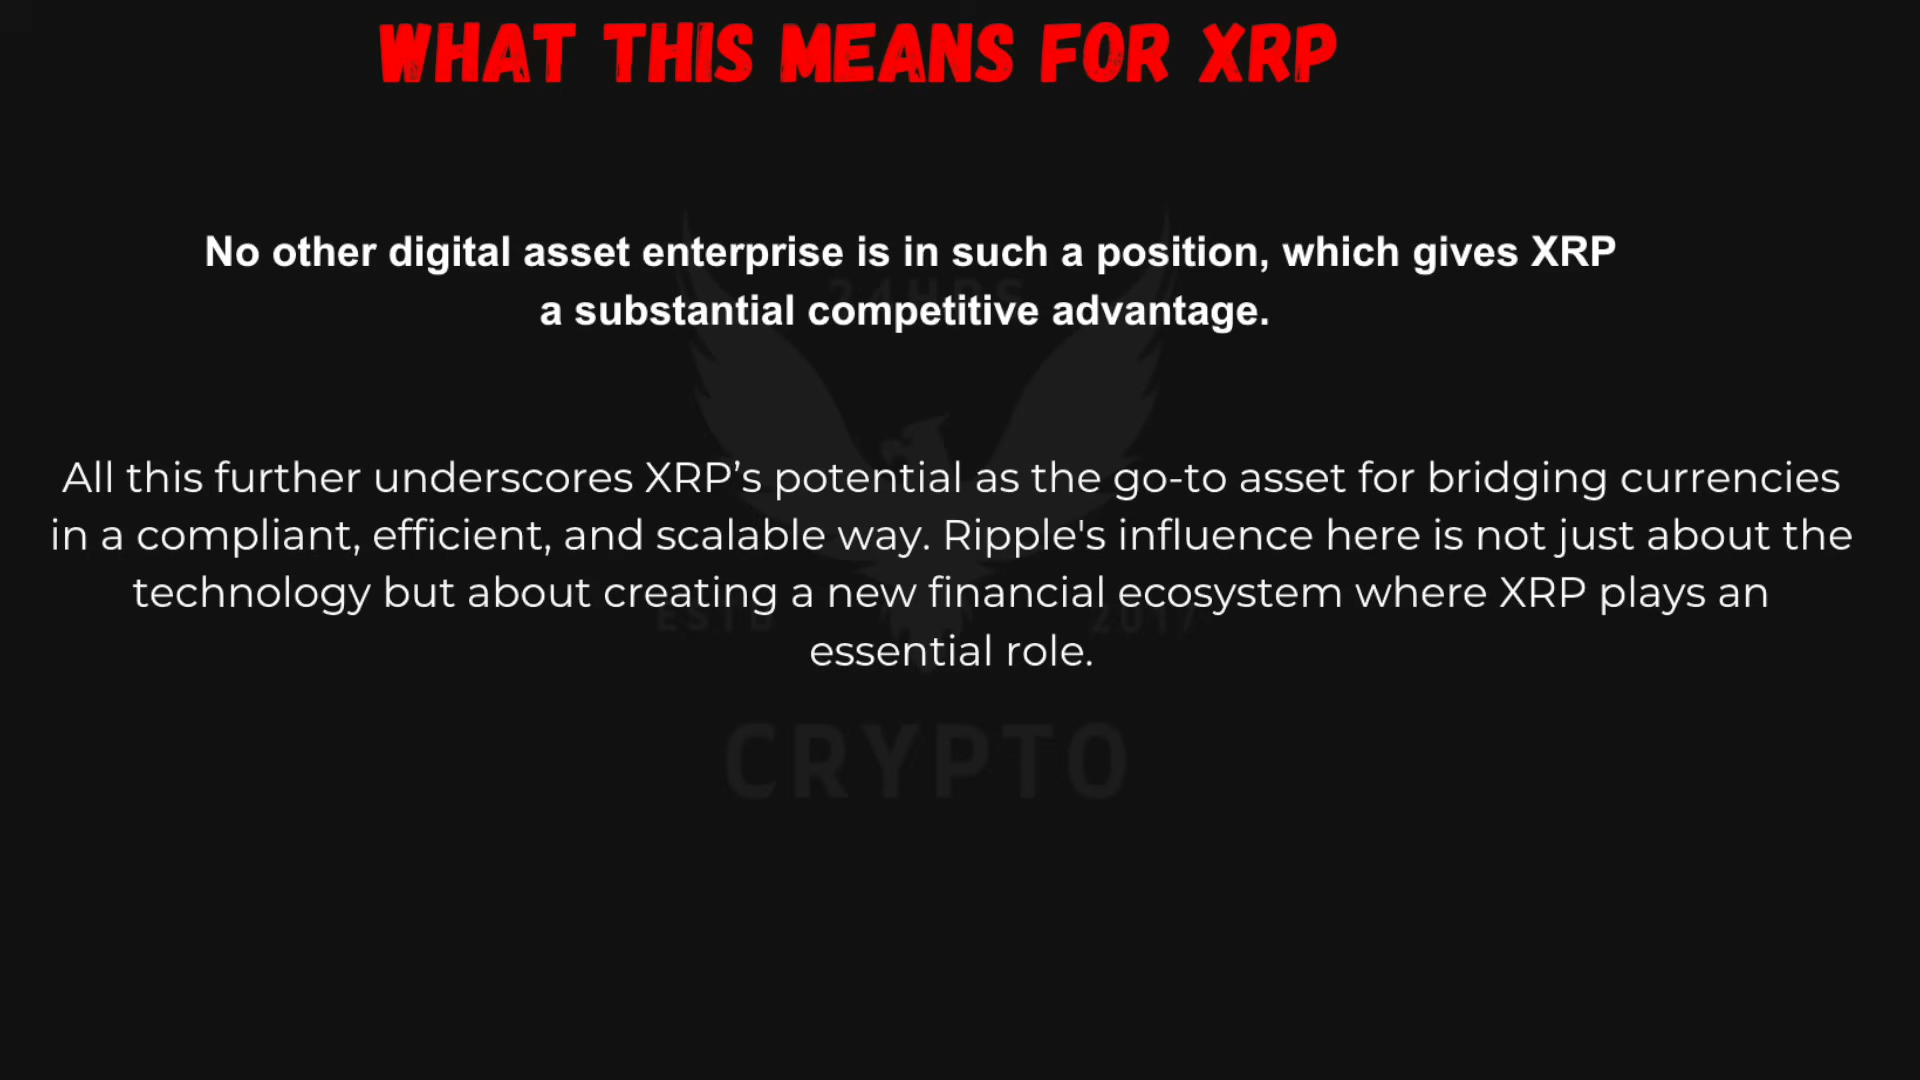 WHAT THIS MEANS FOR XRP
No other digital asset enterprise is in such a position, which gives XRP
a substantial competitive advantage.
24HRS
All this further underscores XRP’s potential as the go-to asset for bridging currencies
in a compliant, efficient, and scalable way. Ripple's influence here is not just about the
technology but about creating a new financial ecosystem where XRP plays an
ESTD 2017
essential role.
CRYPTO